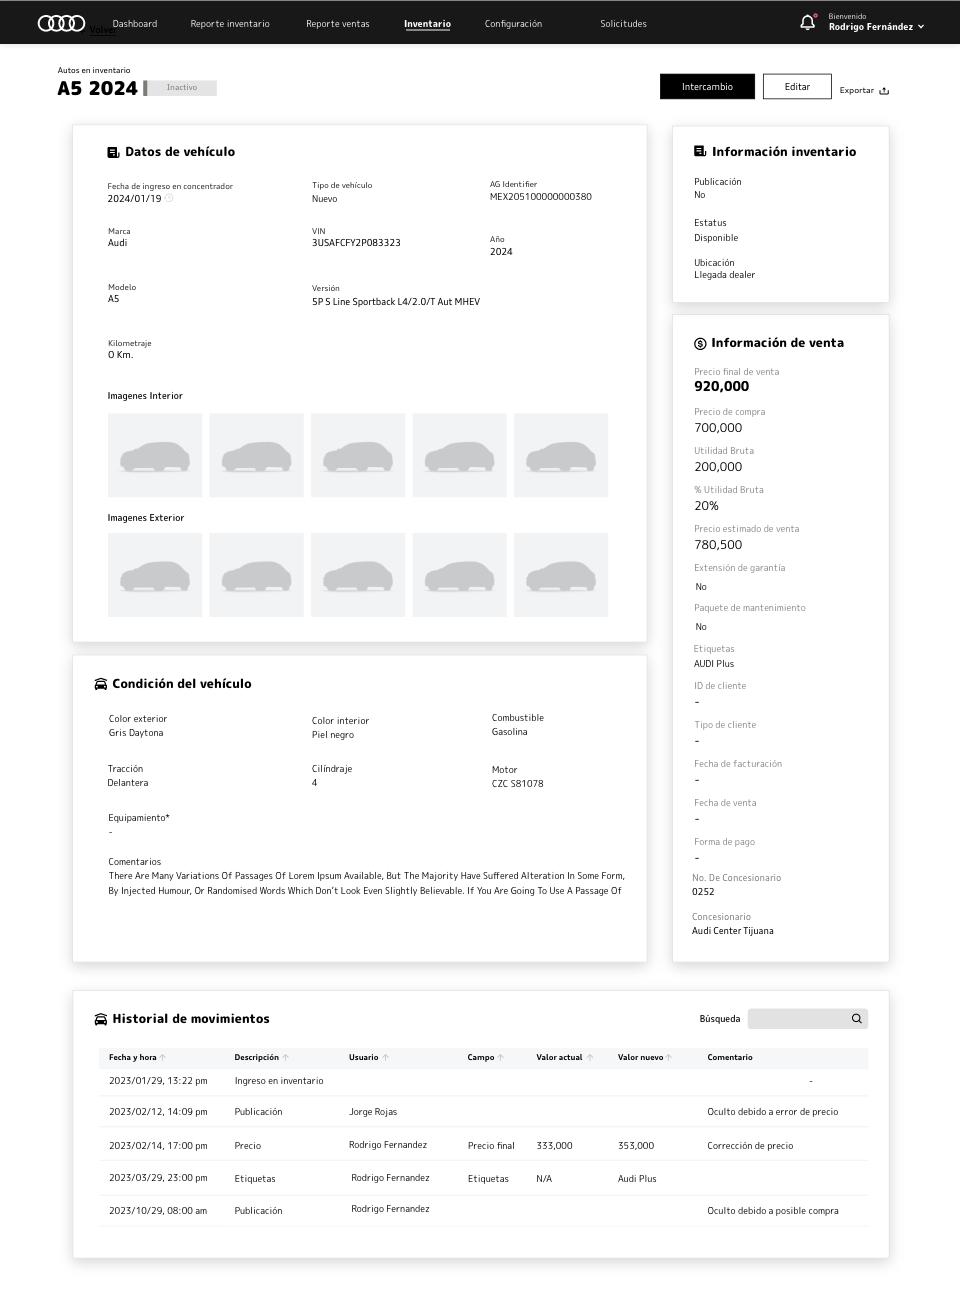 Volver
Dashboard
Reporte inventario
Reporte ventas
Inventario
Configuración
Solicitudes
Bienvenido
Rodrigo Fernández
Autos en inventario
A5 2024
Inactivo
Intercambio
Editar
Exportar
Datos de vehículo
Fecha de ingreso en concentrador
2024/01/19
Tipo de vehículo
Nuevo
AG Identifier
MEX205100000000380
Marca
Audi
VIN
3USAFCFY2P083323
Año
2024
Modelo
A5
Versión
5P S Line Sportback L4/2.0/T Aut MHEV
Kilometraje
0 Km.
Imagenes Interior
Imagenes Exterior
Información inventario
Publicación
No
Estatus
Disponible
Ubicación
Llegada dealer
Información de venta
Precio final de venta
920,000
Precio de compra
700,000
Utilidad Bruta
200,000
% Utilidad Bruta
20%
Precio estimado de venta
780,500
Extensión de garantía
No
Paquete de mantenimiento
No
Etiquetas
AUDI Plus
ID de cliente
-
Tipo de cliente
-
Fecha de facturación
-
Fecha de venta
-
Forma de pago
-
No. De Concesionario
0252
Concesionario
Audi Center Tijuana
Condición del vehículo
Color exterior
Gris Daytona
Color interior
Piel negro
Combustible
Gasolina
Tracción
Delantera
Cilíndraje
4
Motor
CZC S81078
Equipamiento*
-
Comentarios
There Are Many Variations Of Passages Of Lorem Ipsum Available, But The Majority Have Suffered Alteration In Some Form,
By Injected Humour, Or Randomised Words Which Don't Look Even Slightly Believable. If You Are Going To Use A Passage Of
Historial de movimientos
Búsqueda
Fecha y hora Descripción Usuario Campo Valor actual Valor nuevo Comentario
2023/01/29, 13:22 pm Ingreso en inventario -
2023/02/12, 14:09 pm Publicación Jorge Rojas Oculto debido a error de precio
2023/02/14, 17:00 pm Precio Rodrigo Fernandez Precio final 333,000 353,000 Corrección de precio
2023/03/29, 23:00 pm Etiquetas Rodrigo Fernandez Etiquetas N/A Audi Plus
2023/10/29, 08:00 am Publicación Rodrigo Fernandez Oculto debido a posible compra